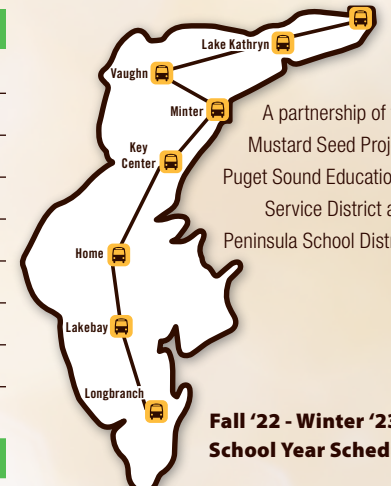 Lake Kathryn
Vaughn
Minter
A partnership of
Key
Center
Mustard Seed
Puget Sound
Service District
Peninsula School
Home
Lakebay
Longbranch
Fall ‘22 - Winter
School Year